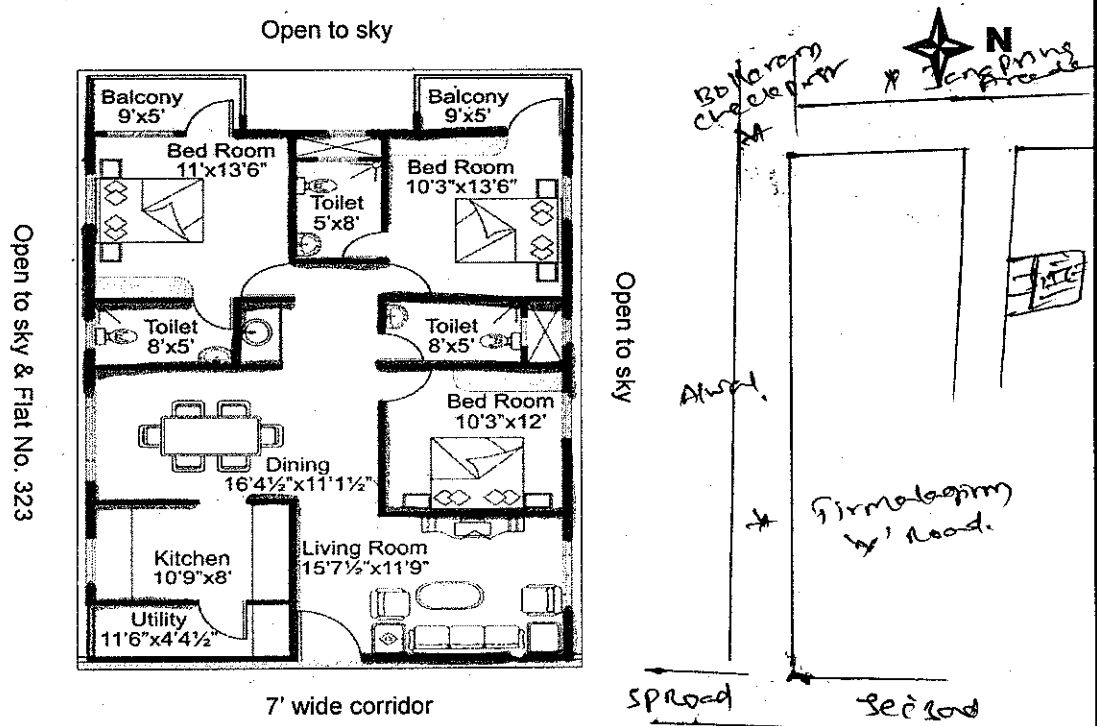 Open to sky
Balcony
9'x5'
Balcony
9'x5'
Bed Room
11'x13'6"
Toilet
5'x8'
Bed Room
10'3"x13'6"
Toilet
8'x5'
Toilet
8'x5'
Bed Room
10'3"x12'
Dining
16'4½"x11'1½"
Kitchen
10'9"x8'
Living Room
15'7½"x11'9"
Utility
11'6"x4'4½"
7' wide corridor
Open to sky & Flat No. 323
Open to sky
N
Bollaram
Checkpost
Arcade
Alwal.
Road.
SP Road